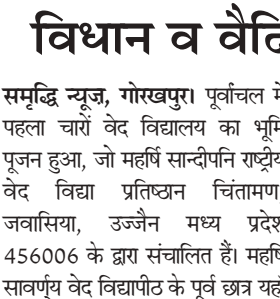 विधान व वैदि
समृद्धि न्यूज, गोरखपुर। पूर्वाचल में
पहला चारों वेद विद्यालय का भूमि
पूजन हुआ, जो महर्षि सान्दीपनि राष्ट्रीय
वेद विद्या प्रतिष्ठान चिंतामण
जवासिया, उज्जैन मध्य प्रदेश
456006 के द्वारा संचालित हैं। महर्षि
सावर्ण्य वेद विद्यापीठ के पूर्व छात्र यहाँ